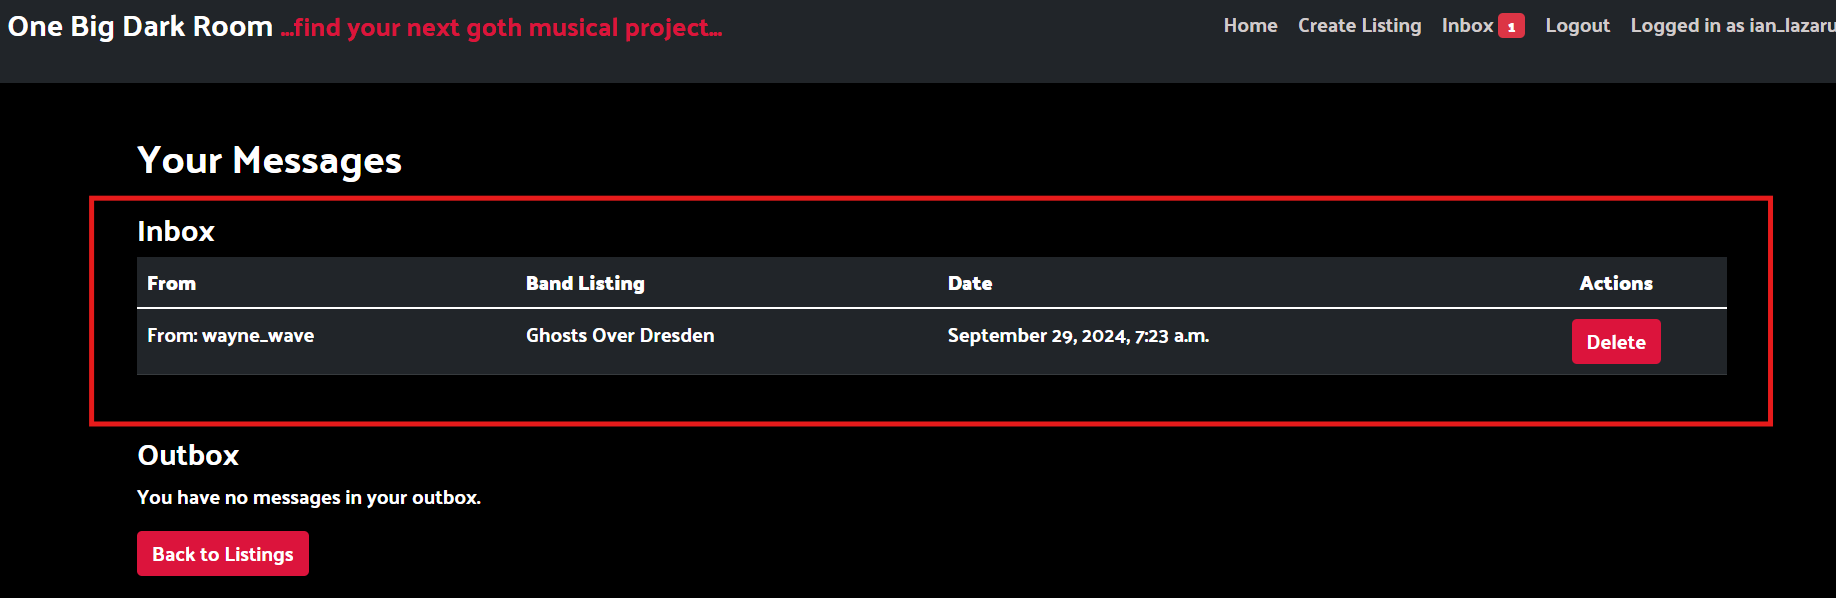 One Big Dark Room ...find your next goth musical project... Home Create Listing Inbox 1 Logout Logged in as ian_lazaru
Your Messages
Inbox
From Band Listing Date Actions
From: wayne_wave Ghosts Over Dresden September 29, 2024, 7:23 a.m. Delete
Outbox
You have no messages in your outbox.
Back to Listings